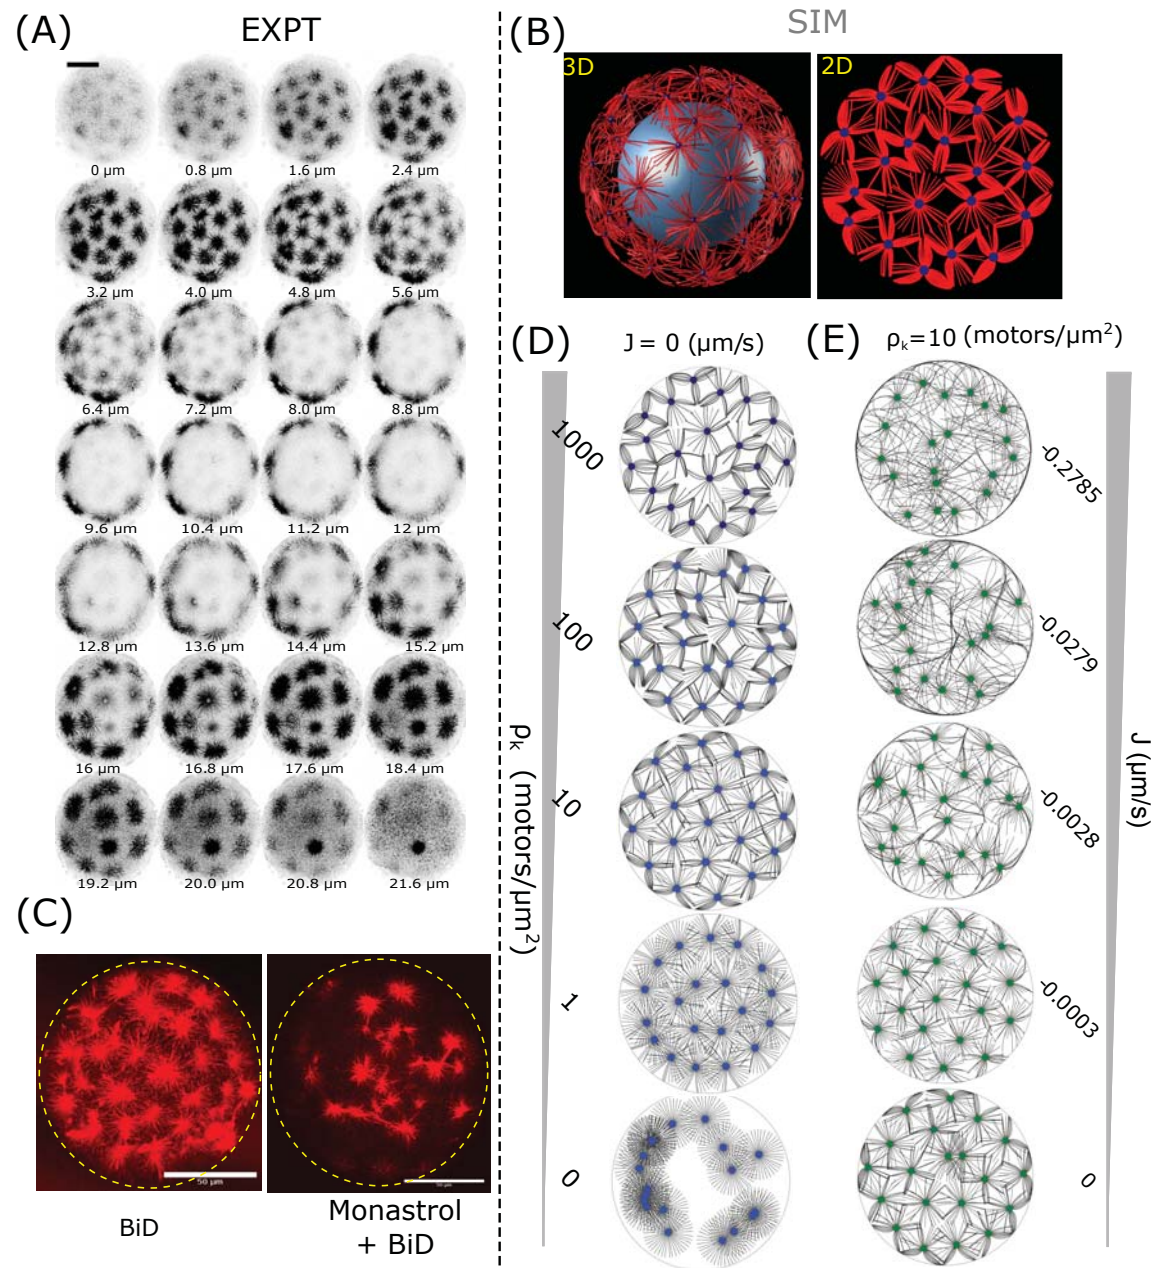 (A)
EXPT
0 µm
0.8 µm
1.6 µm
2.4 µm
3.2 µm
4.0 µm
4.8 µm
5.6 µm
6.4 µm
7.2 µm
8.0 µm
8.8 µm
9.6 µm
10.4 µm
11.2 µm
12 µm
12.8 µm
13.6 µm
14.4 µm
15.2 µm
16 µm
16.8 µm
17.6 µm
18.4 µm
19.2 µm
20.0 µm
20.8 µm
21.6 µm
(C)
50 µm
BiD
Monastrol
+ BiD
SIM
(B)
3D
2D
(D)
J = 0 (µm/s)
1000
100
10
1
0
ρk (motors/µm²)
(E)
ρk=10 (motors/µm²)
-0.2785
-0.0279
-0.0028
-0.0003
0
J (µm/s)